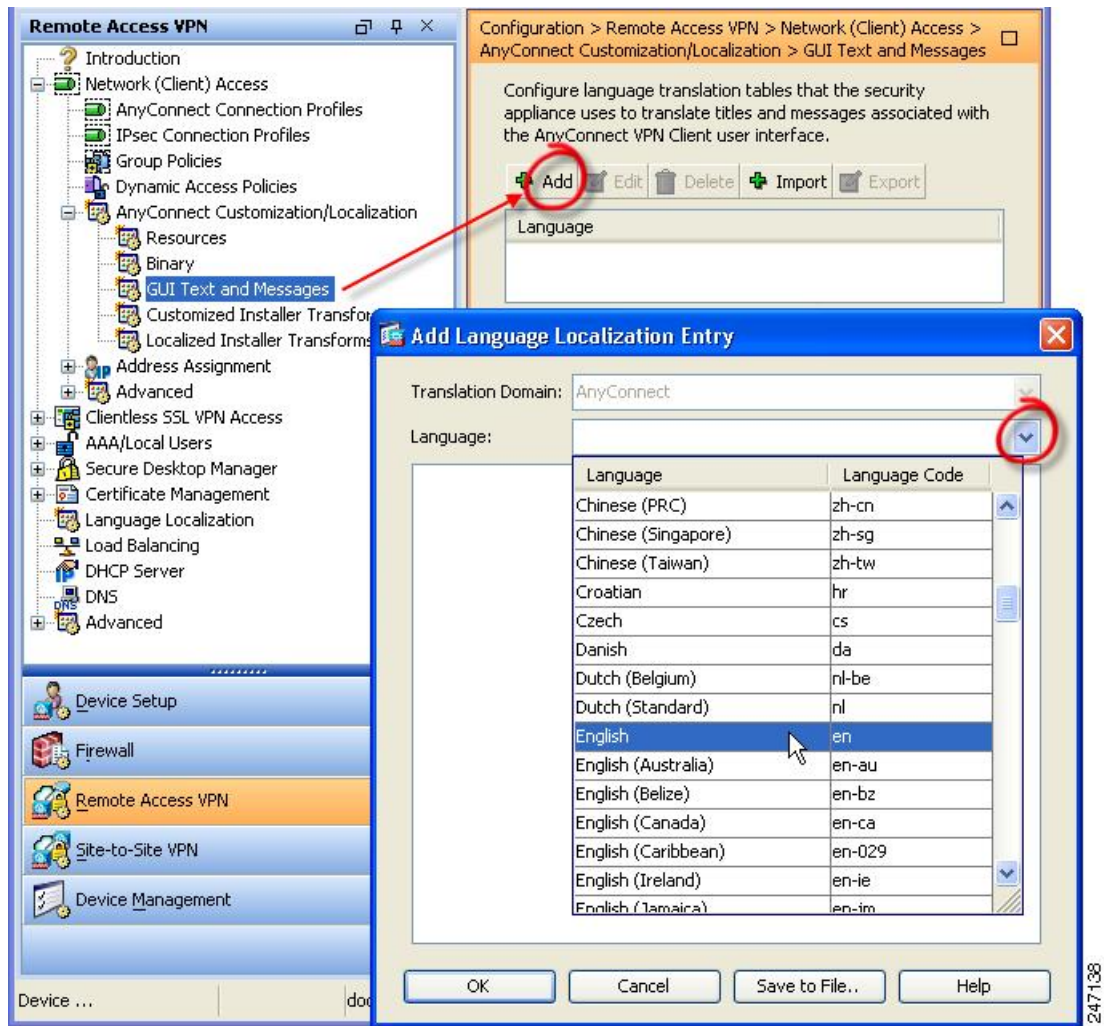 Remote Access VPN
Introduction
Network (Client) Access
AnyConnect Connection Profiles
IPsec Connection Profiles
Group Policies
Dynamic Access Policies
AnyConnect Customization/Localization
Resources
Binary
GUI Text and Messages
Customized Installer Transfor
Localized Installer Transforms
Address Assignment
Advanced
Clientless SSL VPN Access
AAA/Local Users
Secure Desktop Manager
Certificate Management
Language Localization
Load Balancing
DHCP Server
DNS
Advanced
Device Setup
Firewall
Remote Access VPN
Site-to-Site VPN
Device Management
Device ...
doc
Configuration > Remote Access VPN > Network (Client) Access >
AnyConnect Customization/Localization > GUI Text and Messages
Configure language translation tables that the security
appliance uses to translate titles and messages associated with
the AnyConnect VPN Client user interface.
Add Edit Delete Import Export
Language
Add Language Localization Entry
Translation Domain: AnyConnect
Language:
Language Language Code
Chinese (PRC) zh-cn
Chinese (Singapore) zh-sg
Chinese (Taiwan) zh-tw
Croatian hr
Czech cs
Danish da
Dutch (Belgium) nl-be
Dutch (Standard) nl
English en
English (Australia) en-au
English (Belize) en-bz
English (Canada) en-ca
English (Caribbean) en-029
English (Ireland) en-ie
English (Jamaica) en-jm
OK Cancel Save to File.. Help
247138